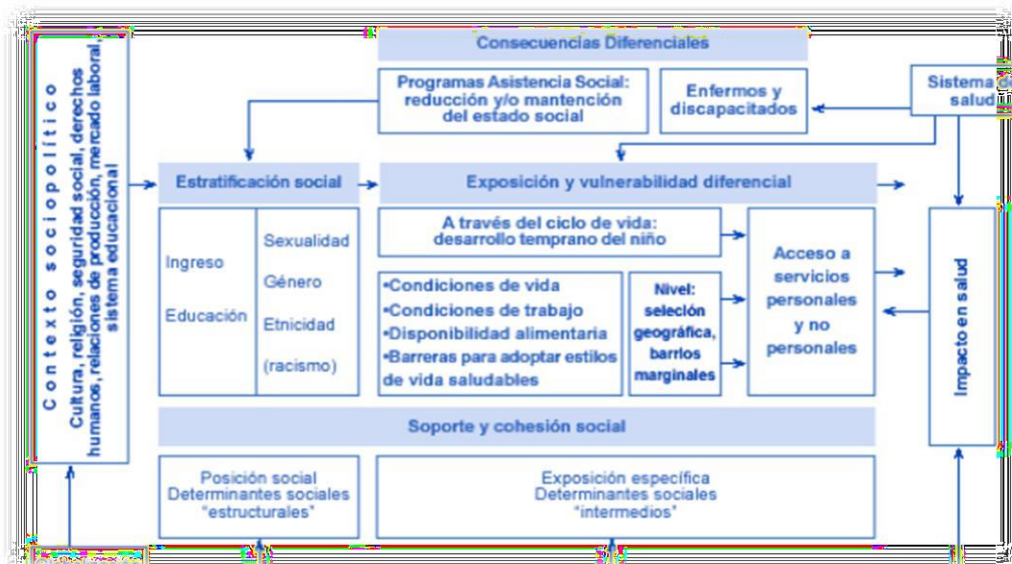 Contexto sociopolítico
Cultura, religión, seguridad social, derechos
humanos, relaciones de producción, mercado laboral,
sistema educacional
Consecuencias Diferenciales
Programas Asistencia Social:
reducción y/o mantención
del estado social
Enfermos y
discapacitados
Sistema de
salud
Estratificación social
Ingreso
Educación
Sexualidad
Género
Etnicidad
(racismo)
Exposición y vulnerabilidad diferencial
A través del ciclo de vida:
desarrollo temprano del niño
•Condiciones de vida
•Condiciones de trabajo
•Disponibilidad alimentaria
•Barreras para adoptar estilos
de vida saludables
Nivel:
seleción
geográfica,
barrios
marginales
Acceso a
servicios
personales
y no
personales
Impacto en salud
Soporte y cohesión social
Posición social
Determinantes sociales
“estructurales”
Exposición específica
Determinantes sociales
“intermedios”